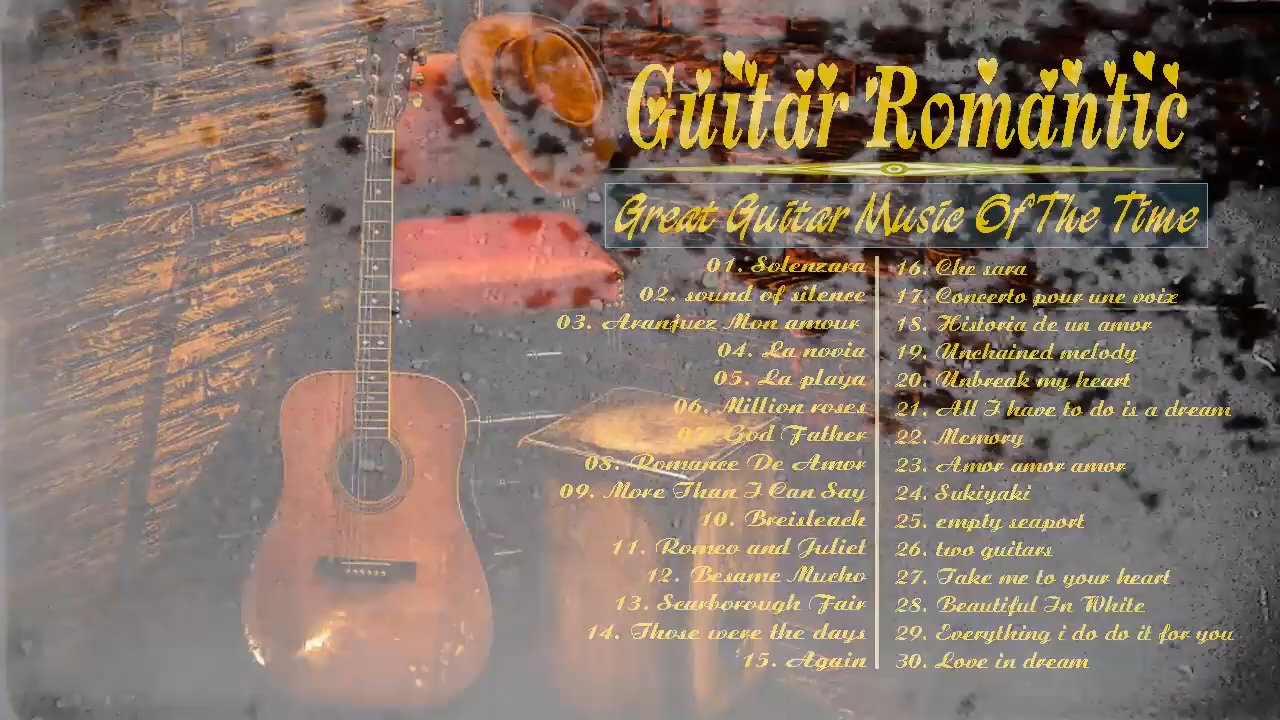 Guitar Romantic
Great Guitar Music Of The Time
01. Solenzara
02. sound of silence
03. Aranjuez Mon amour
04. La novia
05. La playa
06. Million roses
07. God Father
08. Romance De Amor
09. More Than I Can Say
10. Breisleach
11. Romeo and Juliet
12. Besame Mucho
13. Scarborough Fair
14. Those were the days
15. Again
16. Che sara
17. Concerto pour une voix
18. Historia de un amor
19. Unchained melody
20. Unbreak my heart
21. All I have to do is a dream
22. Memory
23. Amor amor amor
24. Sukiyaki
25. empty seaport
26. two guitars
27. Take me to your heart
28. Beautiful In White
29. Everything i do do it for you
30. Love in dream